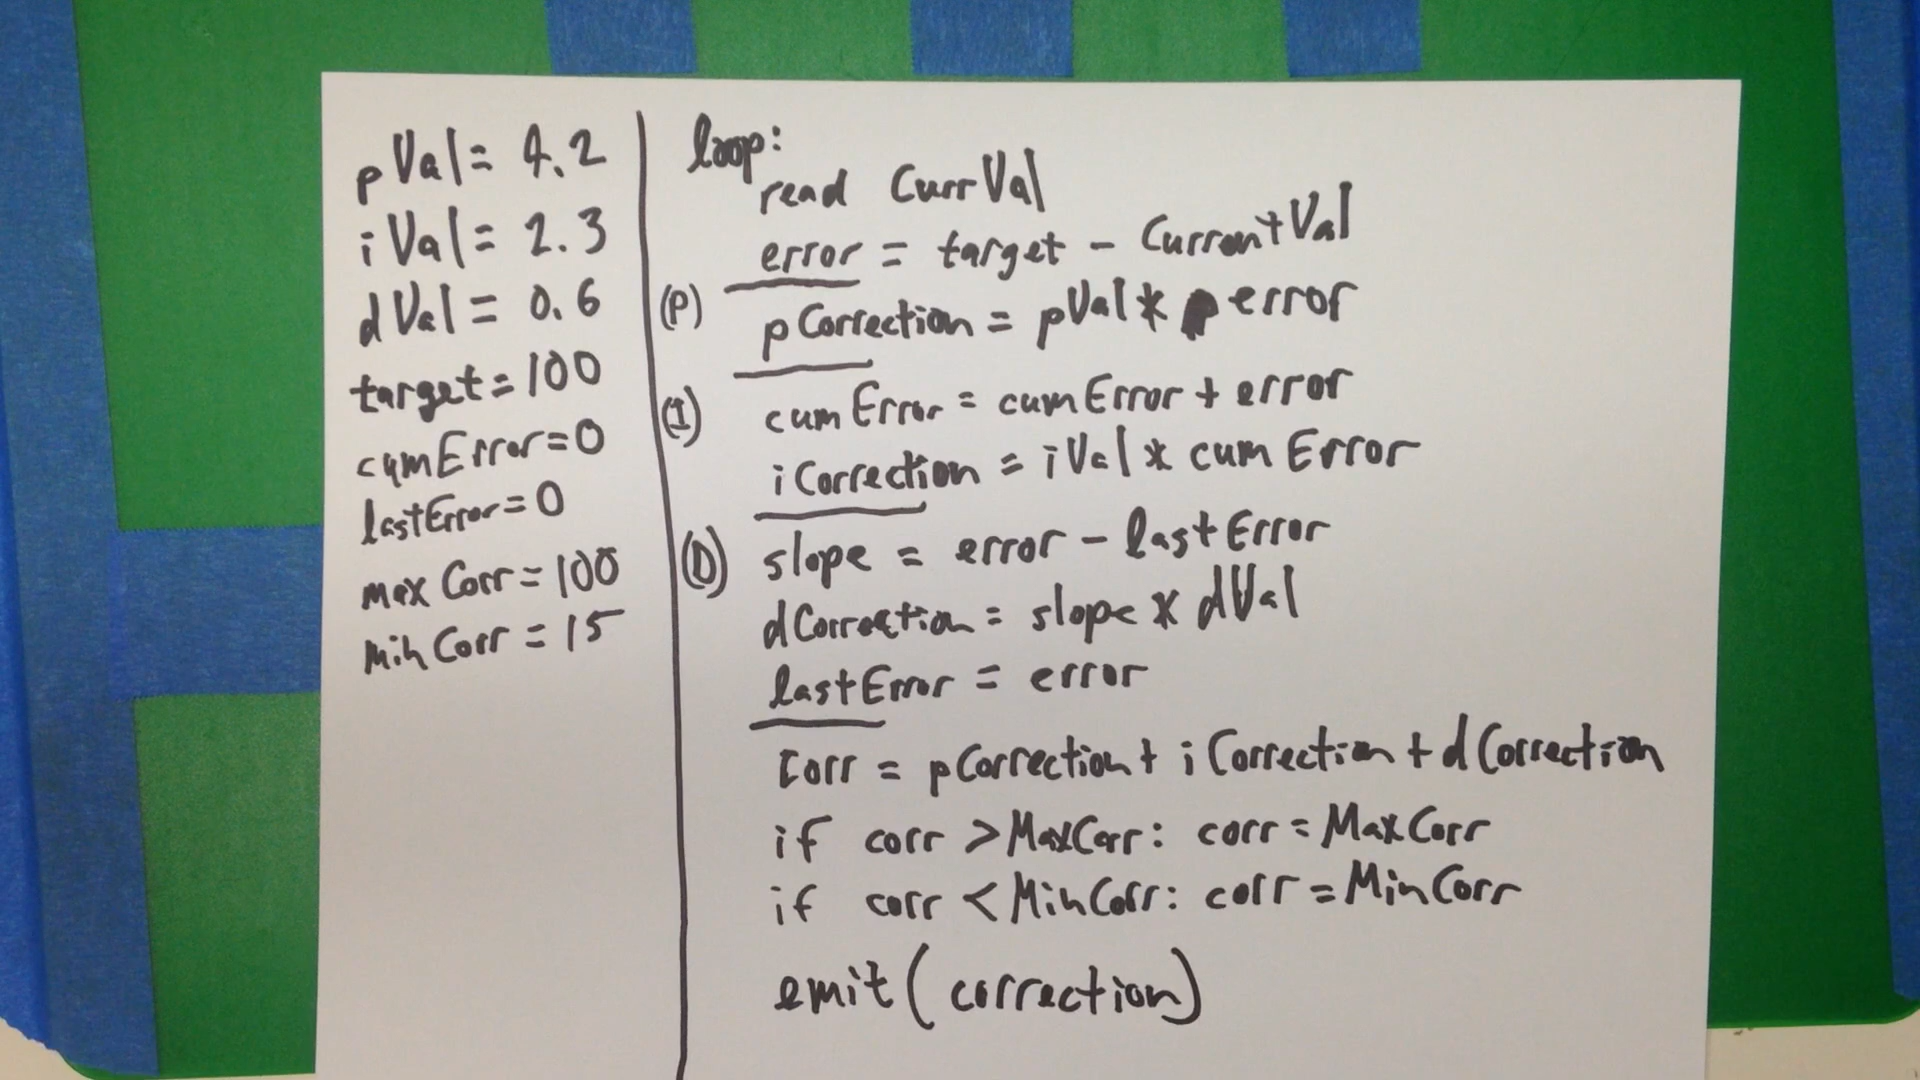 pVal = 4.2
iVal = 2.3
dVal = 0.6
target = 100
cumError = 0
lastError = 0
max Corr = 100
Min Corr = 15
loop:
read CurrVal
error = target - CurrentVal
(P) pCorrection = pVal * error
(I) cumError = cumError + error
iCorrection = iVal * cumError
(D) slope = error - lastError
dCorrection = slope * dVal
lastError = error
Corr = pCorrection + iCorrection + dCorrection
if corr > MaxCorr: corr = MaxCorr
if corr < MinCorr: corr = MinCorr
emit(correction)